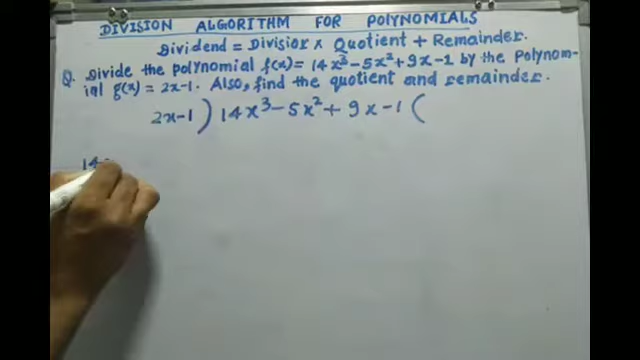 DIVISION ALGORITHM FOR POLYNOMIALS
Dividend = Divisior × Quotient + Remainder.
Q. Divide the polynomial f(x) = 14x³ - 5x² + 9x - 1 by the polynom-
ial g(x) = 2x-1. Also, find the quotient and remainder.
2x-1 ) 14x³ - 5x² + 9x - 1 (
14